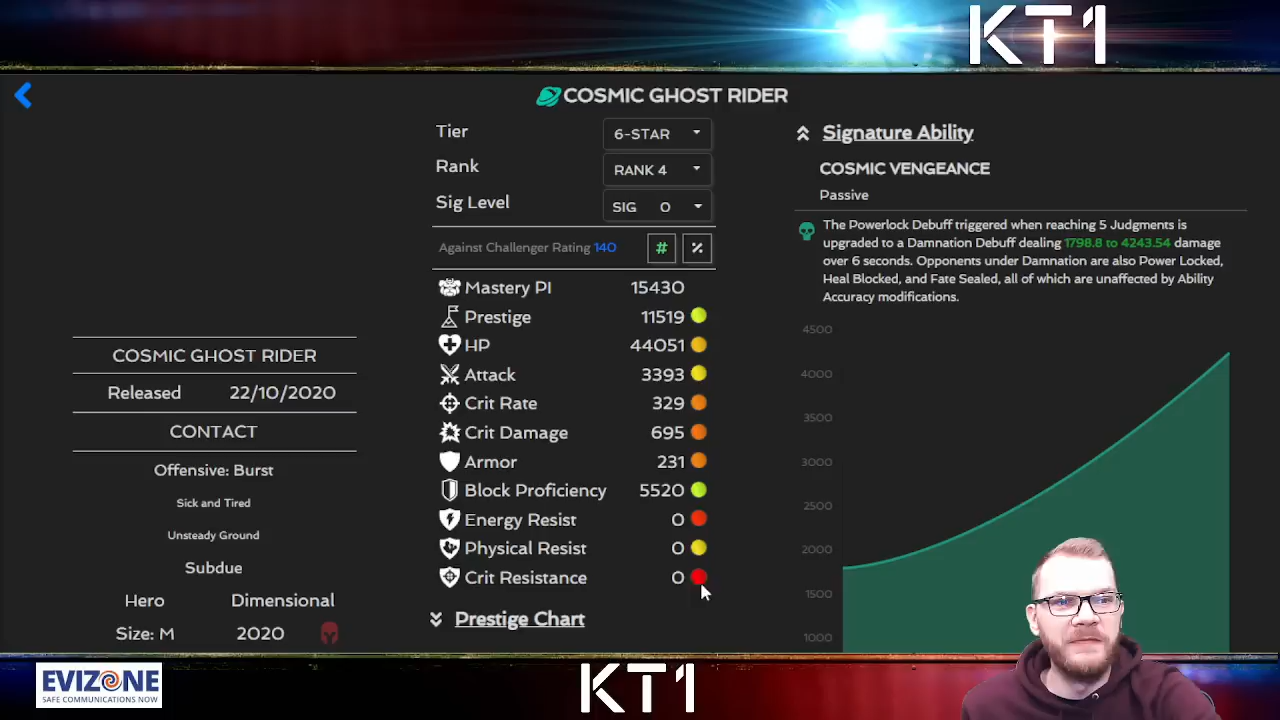 KT1
COSMIC GHOST RIDER
Tier 6-STAR
Rank RANK 4
Sig Level SIG 0
Against Challenger Rating 140 # %
Mastery PI 15430
Prestige 11519
HP 44051
Attack 3393
Crit Rate 329
Crit Damage 695
Armor 231
Block Proficiency 5520
Energy Resist 0
Physical Resist 0
Crit Resistance 0
Prestige Chart
COSMIC GHOST RIDER
Released 22/10/2020
CONTACT
Offensive: Burst
Sick and Tired
Unsteady Ground
Subdue
Hero Dimensional
Size: M 2020
Signature Ability
COSMIC VENGEANCE
Passive
The Powerlock Debuff triggered when reaching 5 Judgments is
upgraded to a Damnation Debuff dealing 1798.8 to 4243.54 damage
over 6 seconds. Opponents under Damnation are also Power Locked,
Heal Blocked, and Fate Sealed, all of which are unaffected by Ability
Accuracy modifications.
4500
4000
3500
3000
2500
2000
1500
1000
EVIZONE
SAFE COMMUNICATIONS NOW
KT1